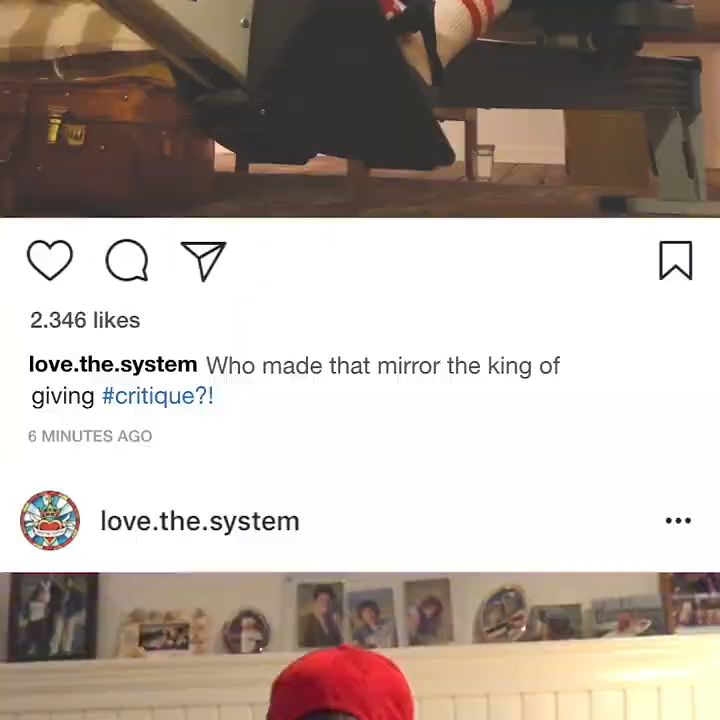 2.346 likes
love.the.system Who made that mirror the king of
giving #critique?!
6 MINUTES AGO
love.the.system